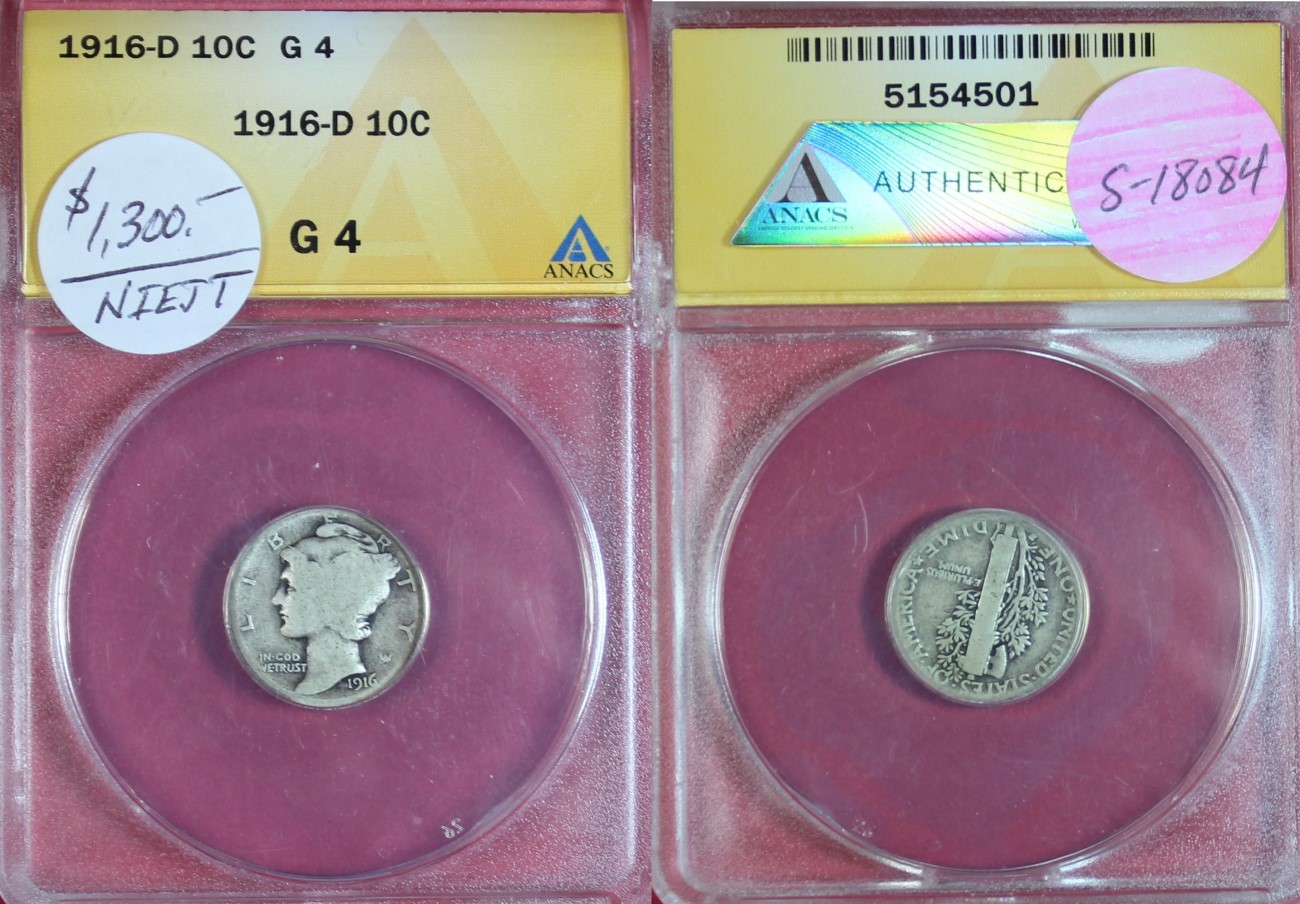 1916-D 10C G 4
1916-D 10C
$1,300.-
NIEJT
G 4
ANACS
LIBERTY
IN·GOD
WE·TRUST
1916
5154501
ANACS
AUTHENTIC
S-18084
UNITED·STATES·OF·AMERICA
ONE·DIME
E·PLURIBUS
UNUM